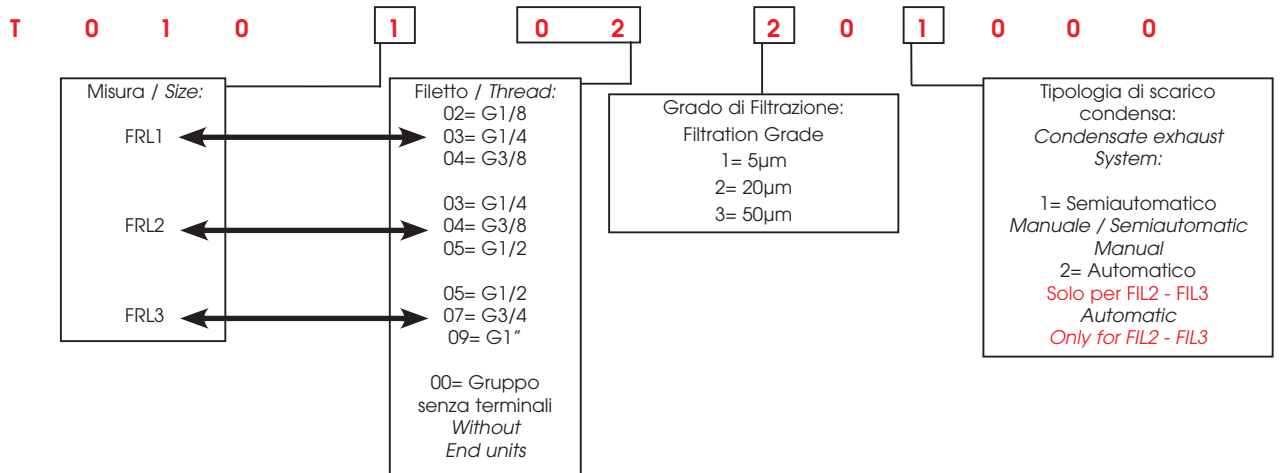 T 0 1 0 1 0 2 2 0 1 0 0 0
Misura / Size:
FRL1
FRL2
FRL3
Filetto / Thread:
02= G1/8
03= G1/4
04= G3/8
03= G1/4
04= G3/8
05= G1/2
05= G1/2
07= G3/4
09= G1”
00= Gruppo
senza terminali
Without
End units
Grado di Filtrazione:
Filtration Grade
1= 5µm
2= 20µm
3= 50µm
Tipologia di scarico
condensa:
Condensate exhaust
System:
1= Semiautomatico
Manuale / Semiautomatic
Manual
2= Automatico
Solo per FIL2 - FIL3
Automatic
Only for FIL2 - FIL3